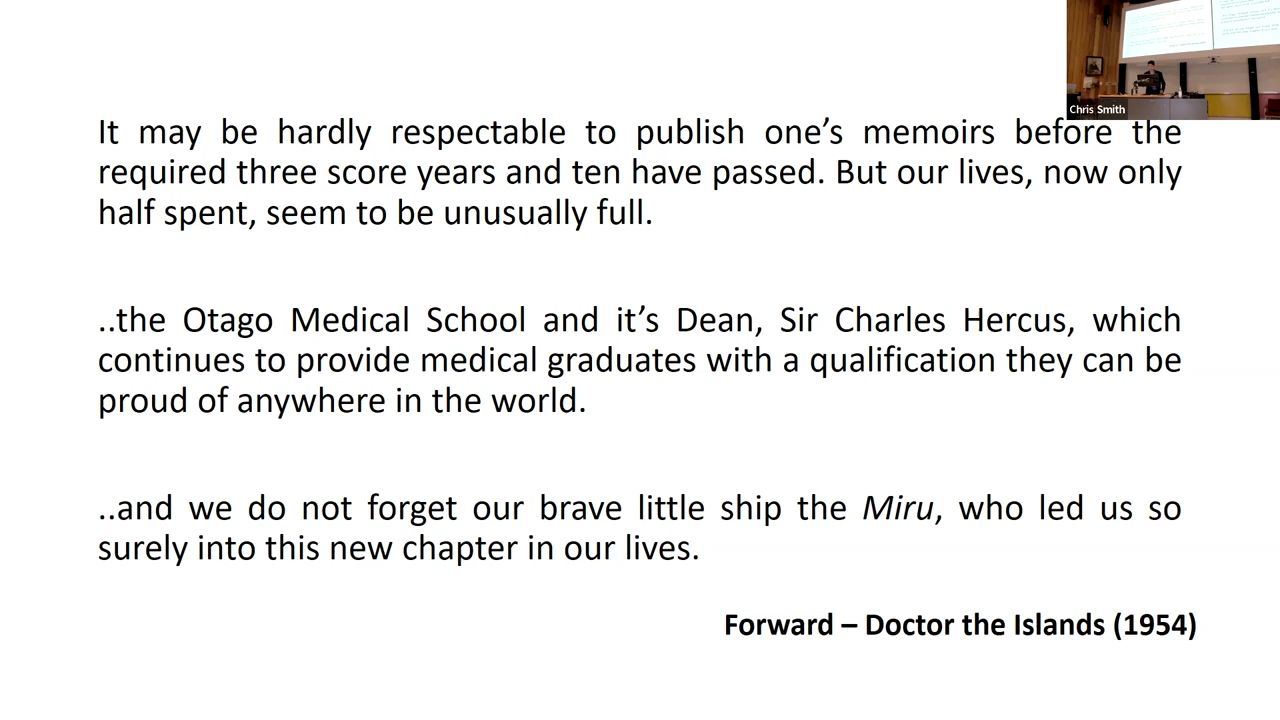 Chris Smith
It may be hardly respectable to publish one’s memoirs before the
required three score years and ten have passed. But our lives, now only
half spent, seem to be unusually full.
..the Otago Medical School and it’s Dean, Sir Charles Hercus, which
continues to provide medical graduates with a qualification they can be
proud of anywhere in the world.
..and we do not forget our brave little ship the Miru, who led us so
surely into this new chapter in our lives.
Forward – Doctor the Islands (1954)